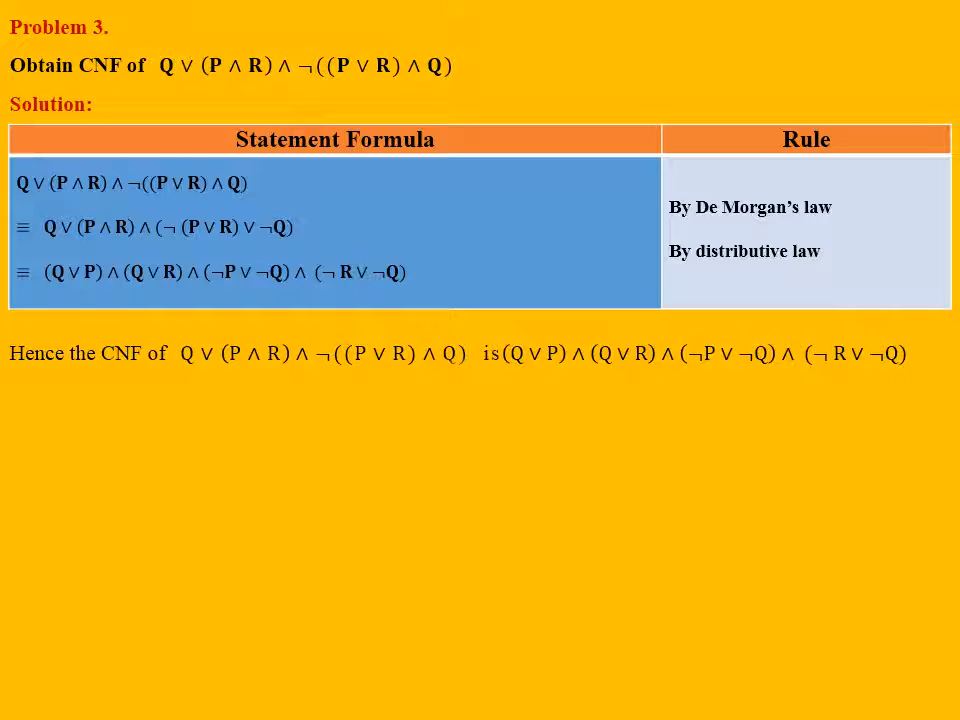 Problem 3.
Obtain CNF of Q ∨ (P ∧ R) ∧ ¬((P ∨ R) ∧ Q)
Solution:
Statement Formula Rule
Q ∨ (P ∧ R) ∧ ¬((P ∨ R) ∧ Q)
≡ Q ∨ (P ∧ R) ∧ (¬ (P ∨ R) ∨ ¬Q) By De Morgan’s law
≡ (Q ∨ P) ∧ (Q ∨ R) ∧ (¬P ∨ ¬Q) ∧ (¬ R ∨ ¬Q) By distributive law
Hence the CNF of Q ∨ (P ∧ R) ∧ ¬((P ∨ R) ∧ Q) is (Q ∨ P) ∧ (Q ∨ R) ∧ (¬P ∨ ¬Q) ∧ (¬ R ∨ ¬Q)